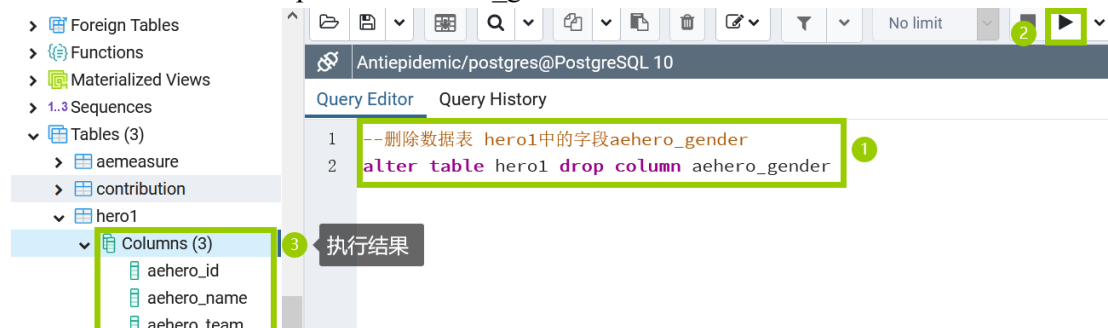 Foreign Tables
Functions
Materialized Views
1..3 Sequences
Tables (3)
aemeasure
contribution
hero1
Columns (3)
aehero_id
aehero_name
aehero_team
No limit
2
Antiepidemic/postgres@PostgreSQL 10
Query Editor Query History
1 --删除数据表 hero1中的字段aehero_gender
2 alter table hero1 drop column aehero_gender
1
3 执行结果